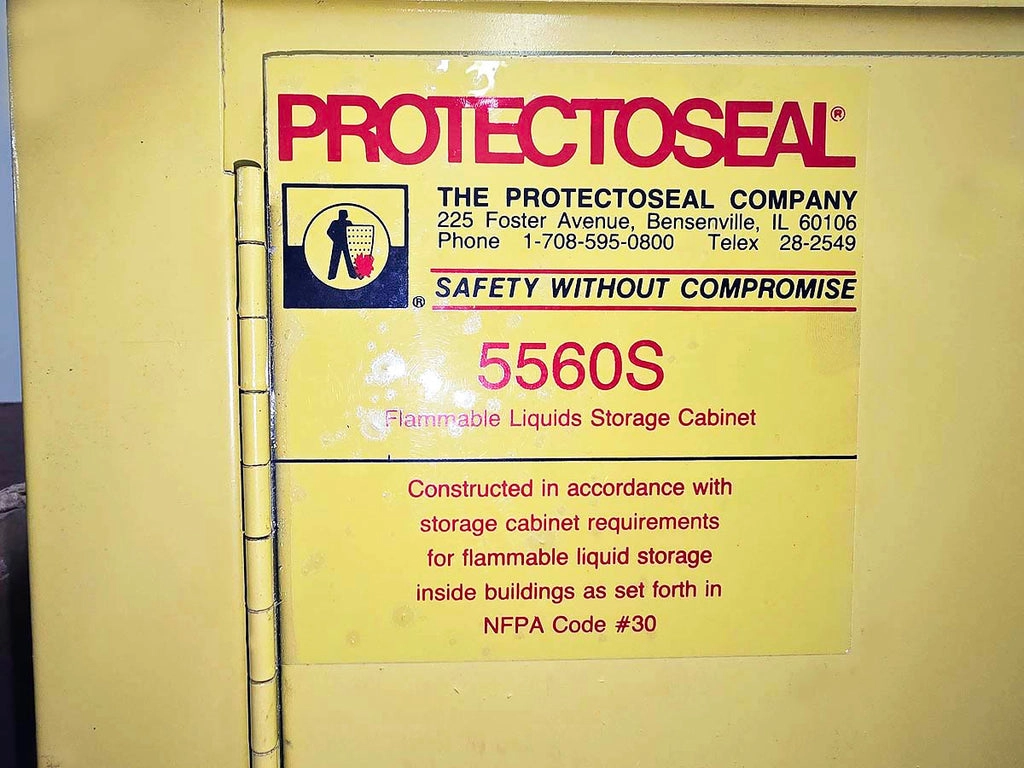 PROTECTOSEAL®
THE PROTECTOSEAL COMPANY
225 Foster Avenue, Bensenville, IL 60106
Phone 1-708-595-0800 Telex 28-2549
®
SAFETY WITHOUT COMPROMISE
5560S
Flammable Liquids Storage Cabinet
Constructed in accordance with
storage cabinet requirements
for flammable liquid storage
inside buildings as set forth in
NFPA Code #30